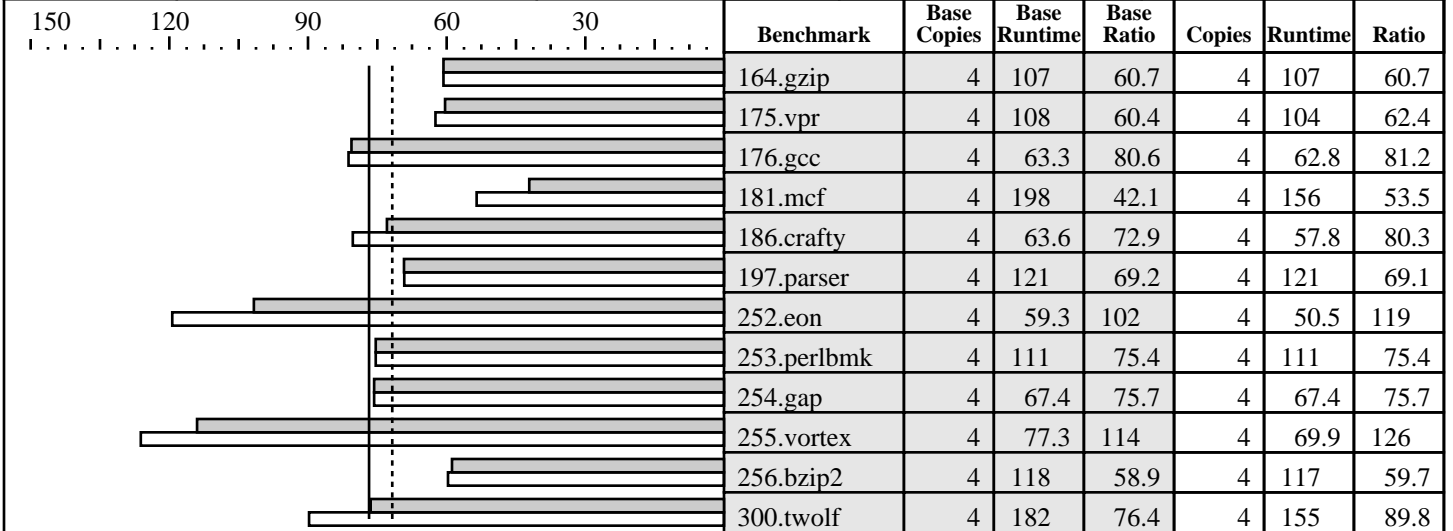 150 120 90 60 30
Benchmark Base Copies Base Runtime Base Ratio Copies Runtime Ratio
164.gzip 4 107 60.7 4 107 60.7
175.vpr 4 108 60.4 4 104 62.4
176.gcc 4 63.3 80.6 4 62.8 81.2
181.mcf 4 198 42.1 4 156 53.5
186.crafty 4 63.6 72.9 4 57.8 80.3
197.parser 4 121 69.2 4 121 69.1
252.eon 4 59.3 102 4 50.5 119
253.perlbmk 4 111 75.4 4 111 75.4
254.gap 4 67.4 75.7 4 67.4 75.7
255.vortex 4 77.3 114 4 69.9 126
256.bzip2 4 118 58.9 4 117 59.7
300.twolf 4 182 76.4 4 155 89.8